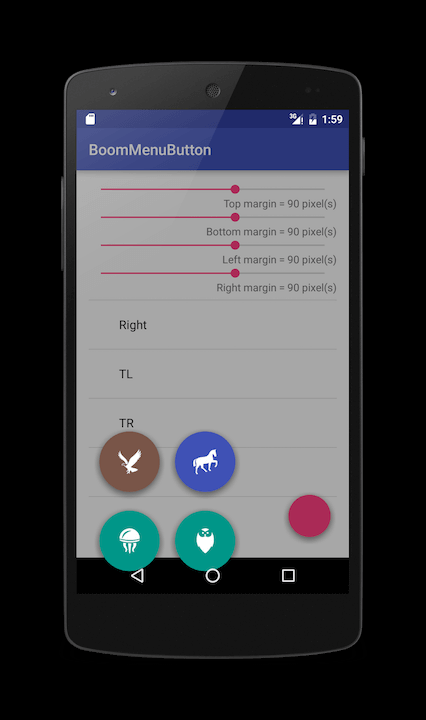 3G 1:59
BoomMenuButton
Top margin = 90 pixel(s)
Bottom margin = 90 pixel(s)
Left margin = 90 pixel(s)
Right margin = 90 pixel(s)
Right
TL
TR